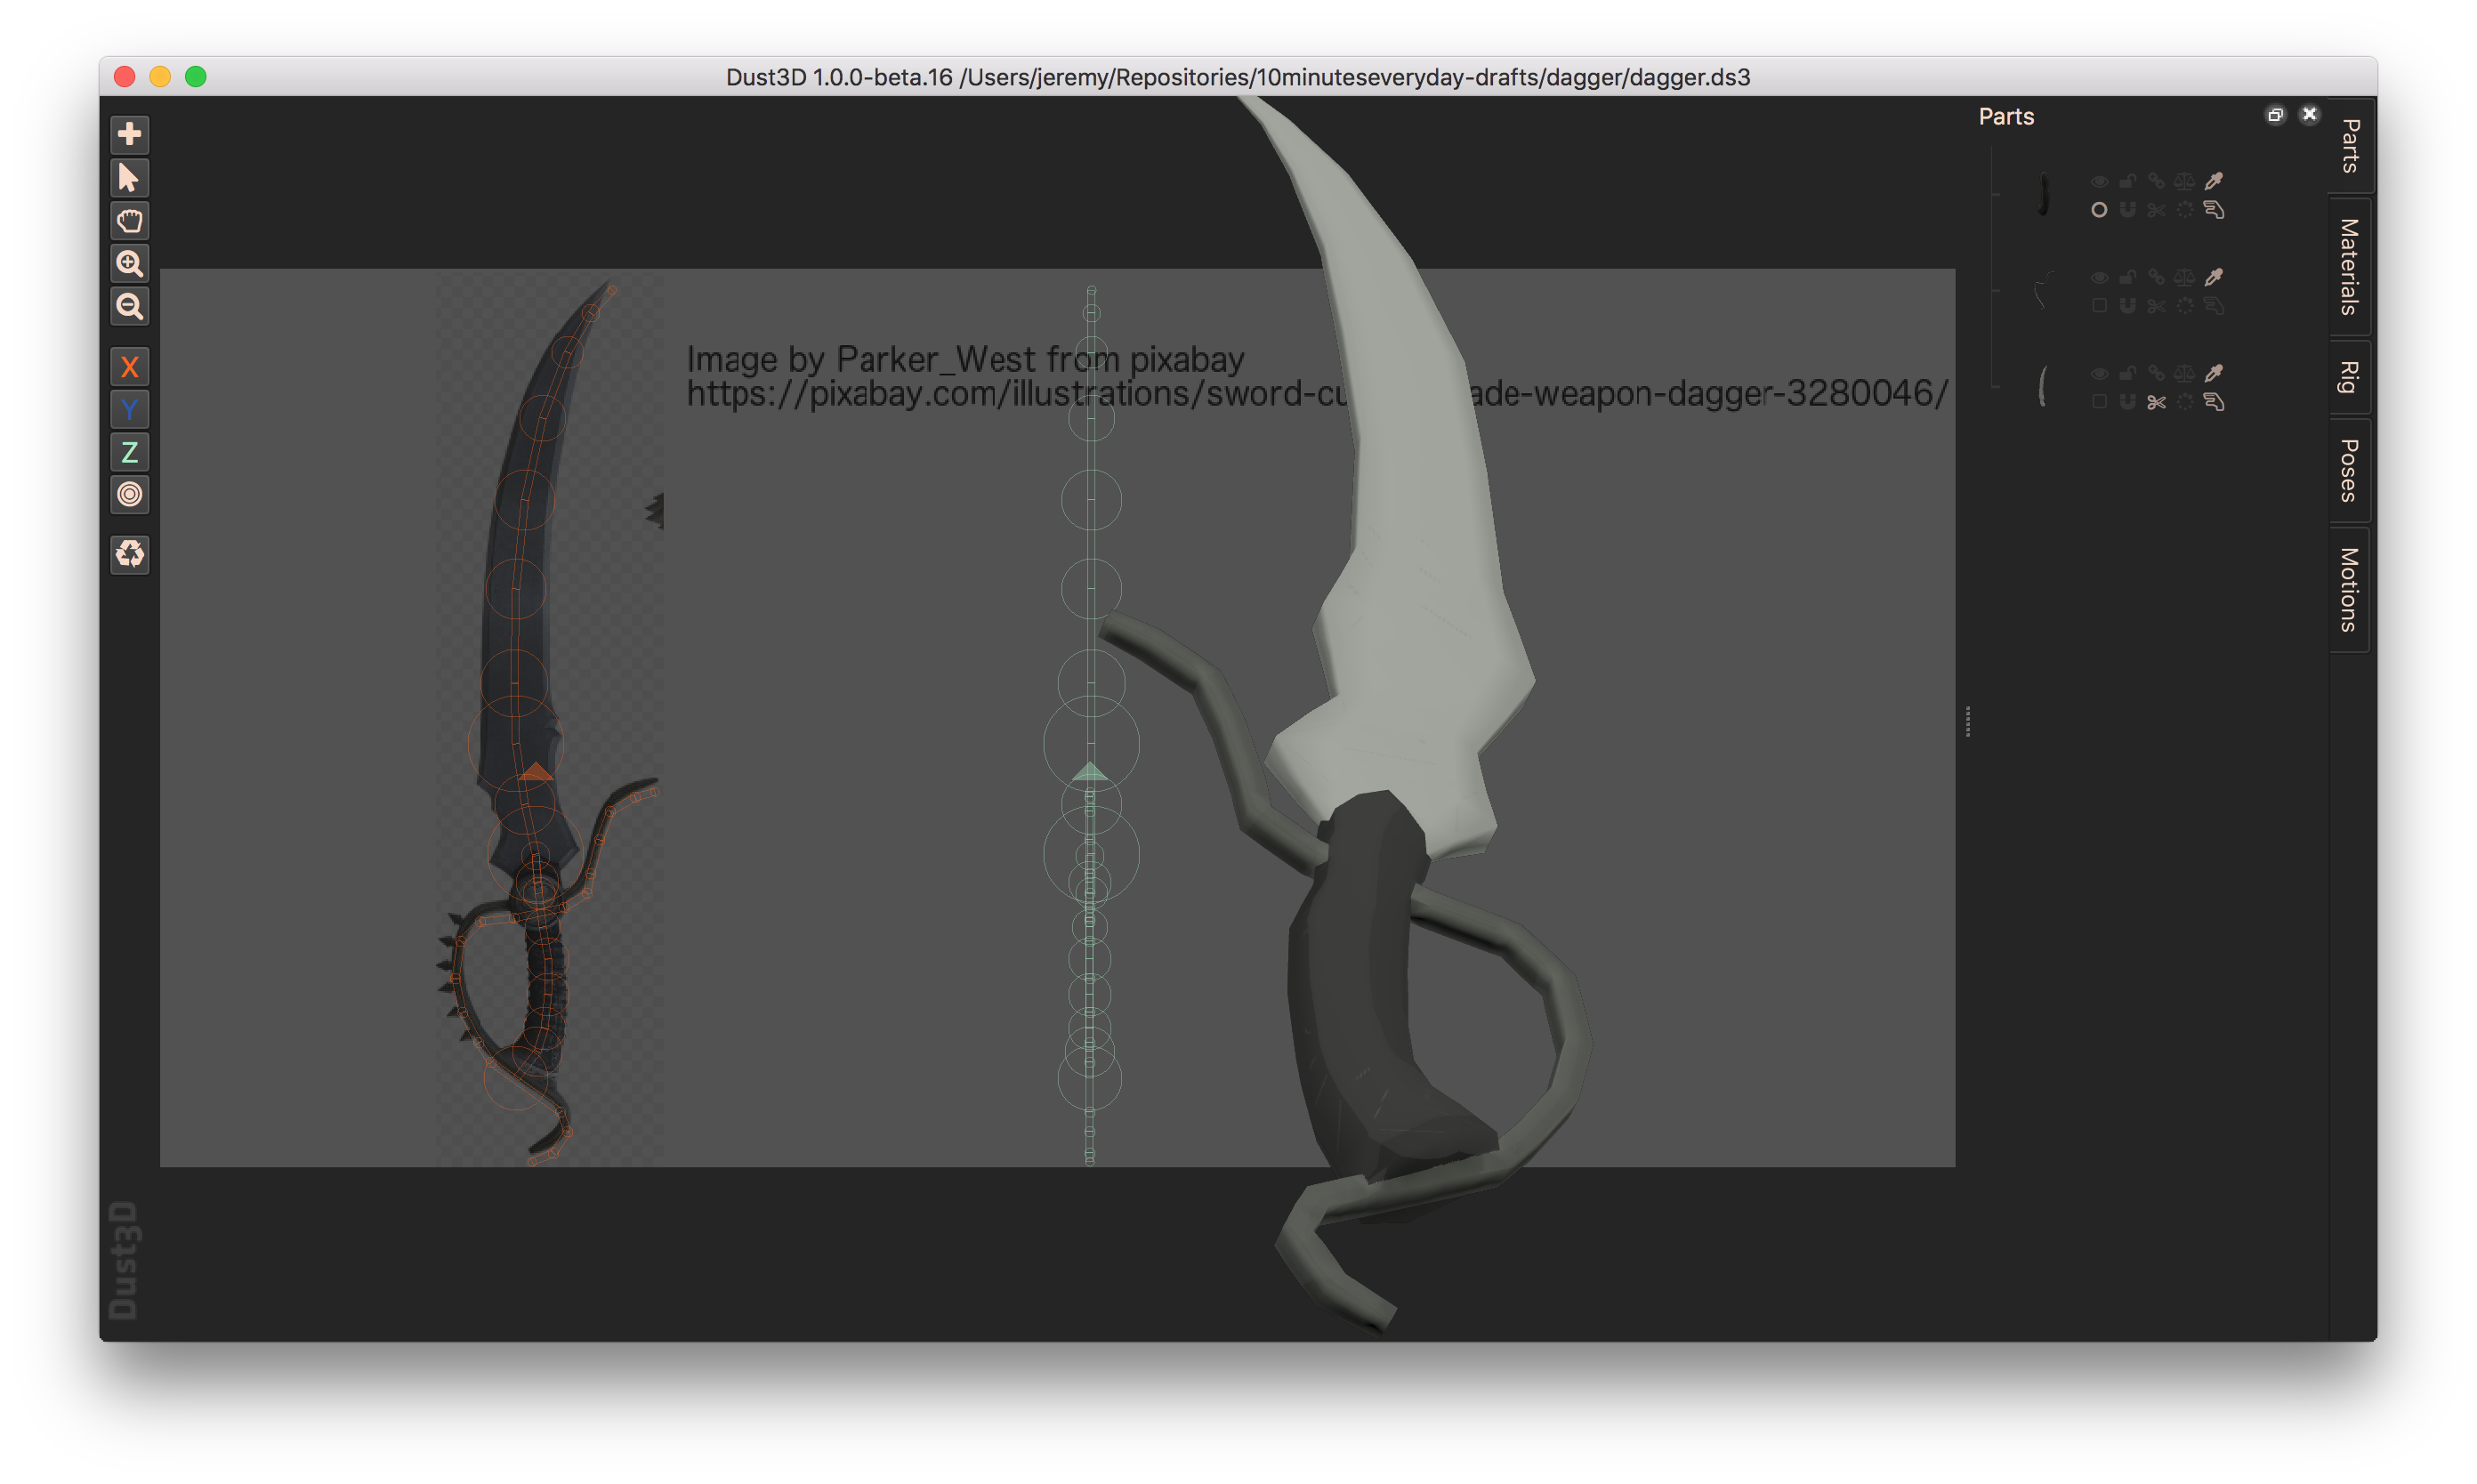 Dust3D 1.0.0-beta.16 /Users/jeremy/Repositories/10minuteseveryday-drafts/dagger/dagger.ds3
Parts
Parts
Materials
Rig
Poses
Motions
X
Y
Z
Image by Parker_West from pixabay
https://pixabay.com/illustrations/sword-cu ade-weapon-dagger-3280046/
Dust3D